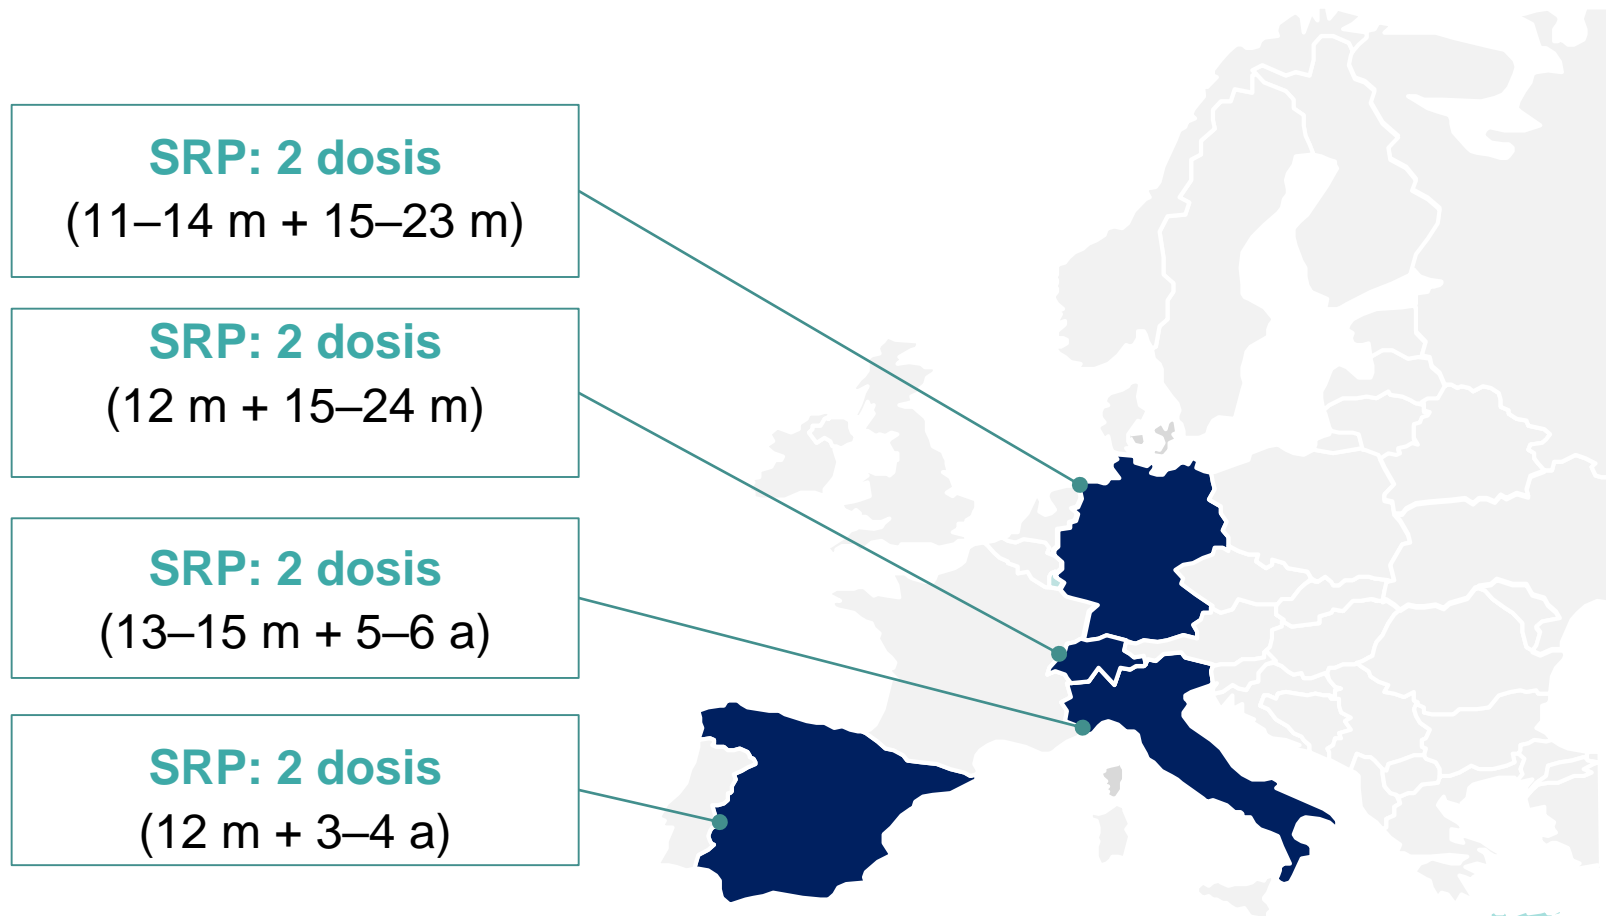 SRP: 2 dosis
(11–14 m + 15–23 m)
SRP: 2 dosis
(12 m + 15–24 m)
SRP: 2 dosis
(13–15 m + 5–6 a)
SRP: 2 dosis
(12 m + 3–4 a)